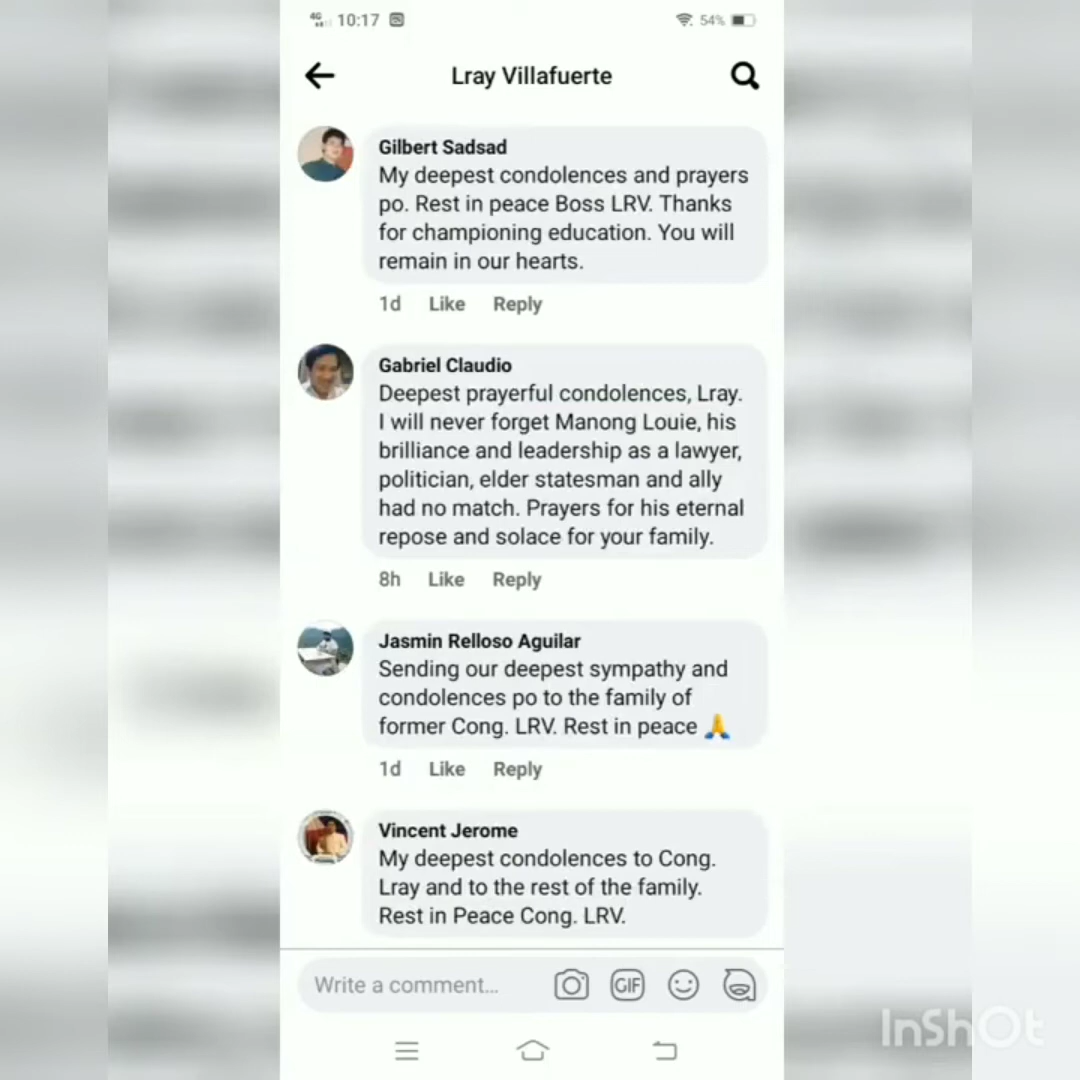 4G 10:17 54%
Lray Villafuerte
Gilbert Sadsad
My deepest condolences and prayers
po. Rest in peace Boss LRV. Thanks
for championing education. You will
remain in our hearts.
1d Like Reply
Gabriel Claudio
Deepest prayerful condolences, Lray.
I will never forget Manong Louie, his
brilliance and leadership as a lawyer,
politician, elder statesman and ally
had no match. Prayers for his eternal
repose and solace for your family.
8h Like Reply
Jasmin Relloso Aguilar
Sending our deepest sympathy and
condolences po to the family of
former Cong. LRV. Rest in peace 🙏
1d Like Reply
Vincent Jerome
My deepest condolences to Cong.
Lray and to the rest of the family.
Rest in Peace Cong. LRV.
Write a comment...
GIF
InShOt